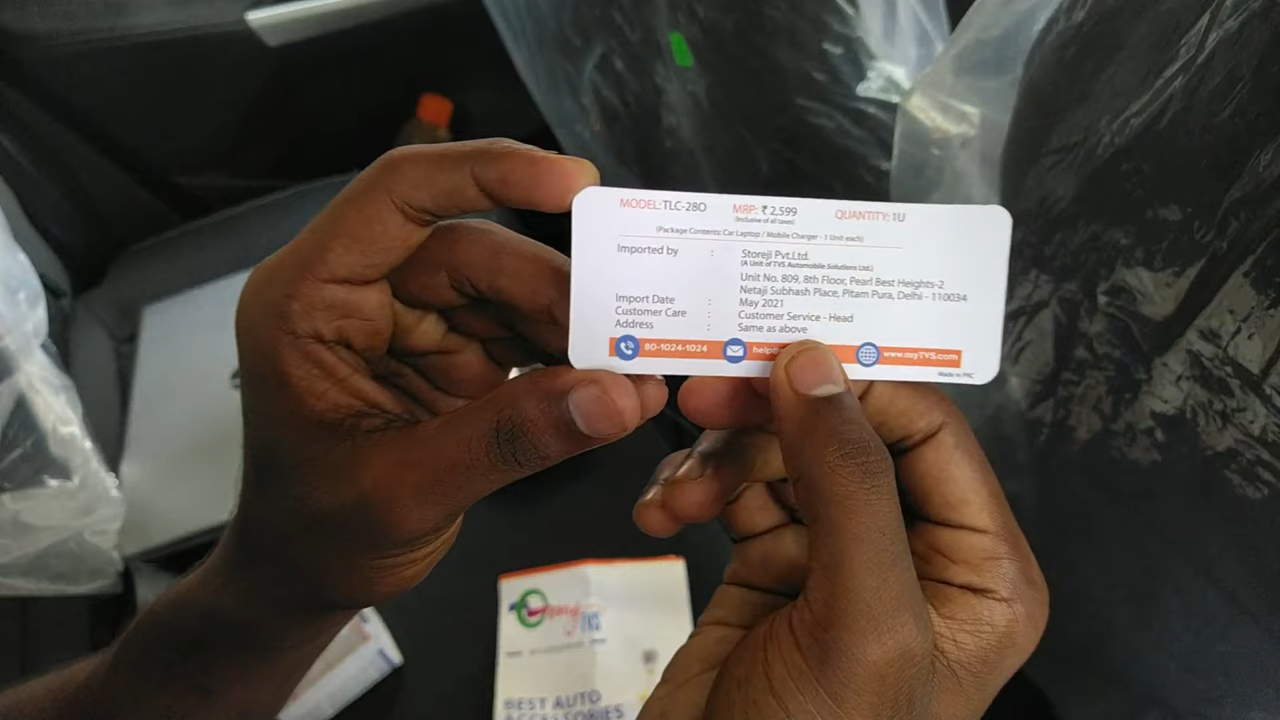 MODEL:TLC-280 MRP: ₹ 2,599 QUANTITY: 1U
(Inclusive of all taxes)
(Package Contents: Car Laptop / Mobile Charger - 1 Unit each)
Imported by : Storeji Pvt.Ltd.
(A Unit of TVS Automobile Solutions Ltd.)
Unit No. 809, 8th Floor, Pearl Best Heights-2
Netaji Subhash Place, Pitam Pura, Delhi - 110034
Import Date : May 2021
Customer Care : Customer Service - Head
Address : Same as above
80-1024-1024 www.myTVS.com
Made in PRC
my TVS
BEST AUTO
ACCESSORIES